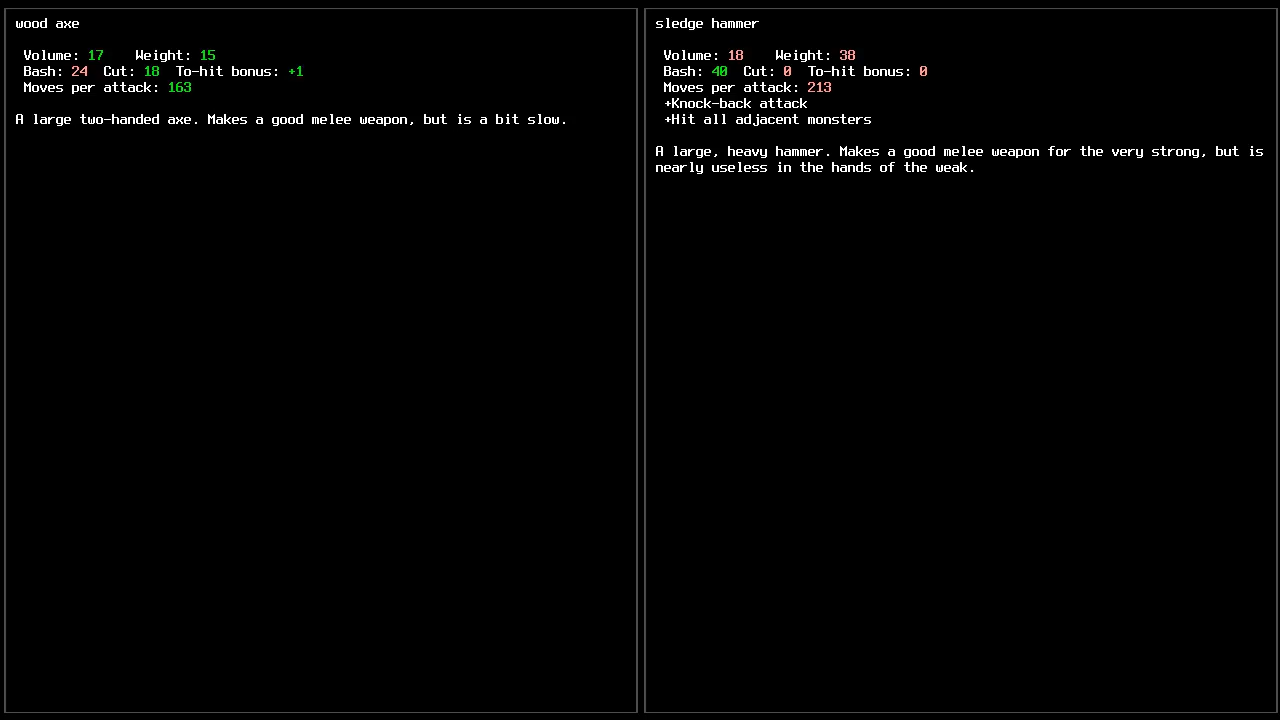 wood axe
Volume: 17    Weight: 15
Bash: 24  Cut: 18  To-hit bonus: +1
Moves per attack: 163
A large two-handed axe. Makes a good melee weapon, but is a bit slow.
sledge hammer
Volume: 18    Weight: 38
Bash: 40  Cut: 0  To-hit bonus: 0
Moves per attack: 213
+Knock-back attack
+Hit all adjacent monsters
A large, heavy hammer. Makes a good melee weapon for the very strong, but is
nearly useless in the hands of the weak.